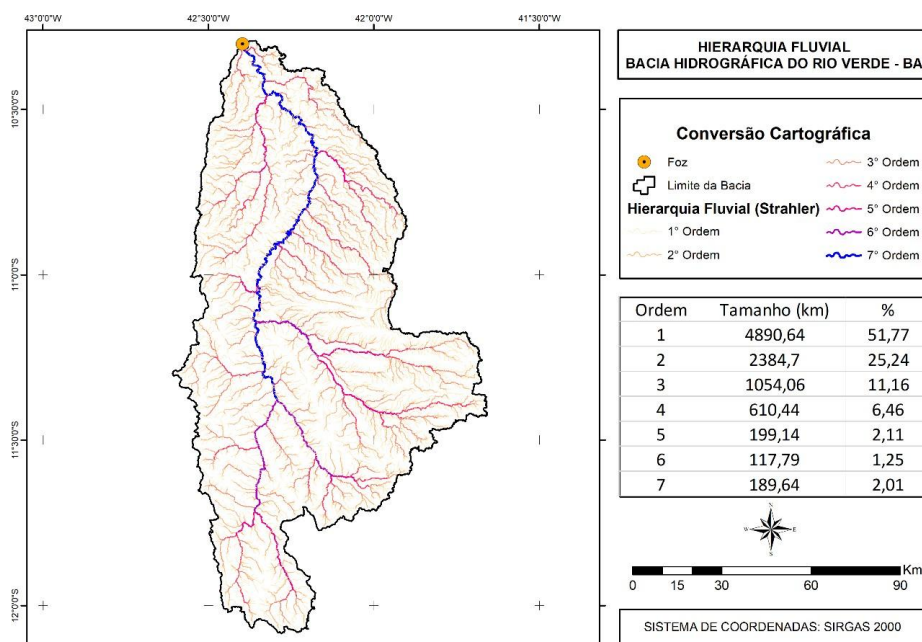 43°0'0"W
42°30'0"W
42°0'0"W
41°30'0"W
10°30'0"S
11°0'0"S
11°30'0"S
12°0'0"S
HIERARQUIA FLUVIAL
BACIA HIDROGRÁFICA DO RIO VERDE - BA
Conversão Cartográfica
Foz
Limite da Bacia
Hierarquia Fluvial (Strahler)
1° Ordem
2° Ordem
3° Ordem
4° Ordem
5° Ordem
6° Ordem
7° Ordem
Ordem Tamanho (km) %
1 4890,64 51,77
2 2384,7 25,24
3 1054,06 11,16
4 610,44 6,46
5 199,14 2,11
6 117,79 1,25
7 189,64 2,01
N
W E
S
Km
0 15 30 60 90
SISTEMA DE COORDENADAS: SIRGAS 2000